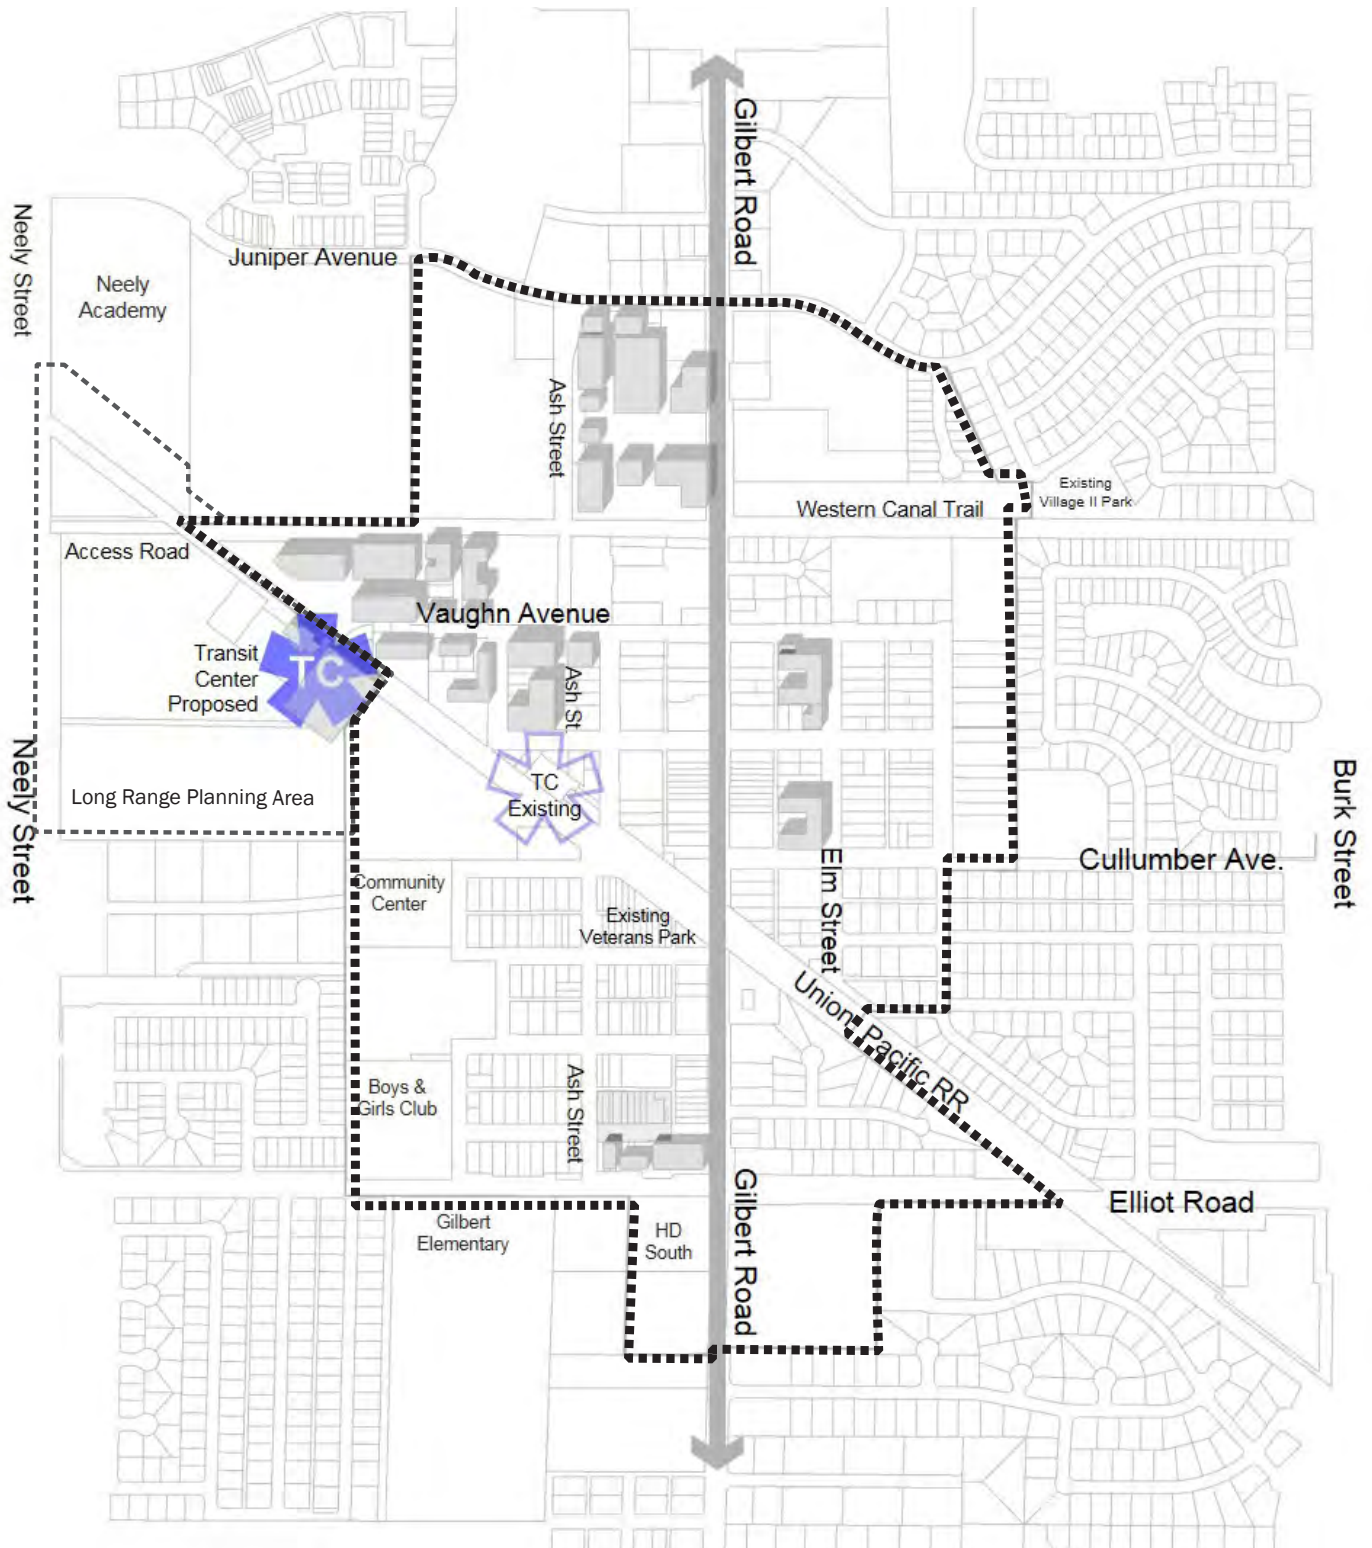 Gilbert Road
Neely Street
Juniper Avenue
Neely
Academy
Ash Street
Existing
Village II Park
Western Canal Trail
Access Road
Vaughn Avenue
Transit
Center
Proposed
TC
Ash St
TC
Existing
Neely Street
Long Range Planning Area
Burk Street
Cullumber Ave.
Elm Street
Community
Center
Existing
Veterans Park
Union Pacific RR
Boys &
Girls Club
Ash Street
Gilbert Road
Elliot Road
Gilbert
Elementary
HD
South